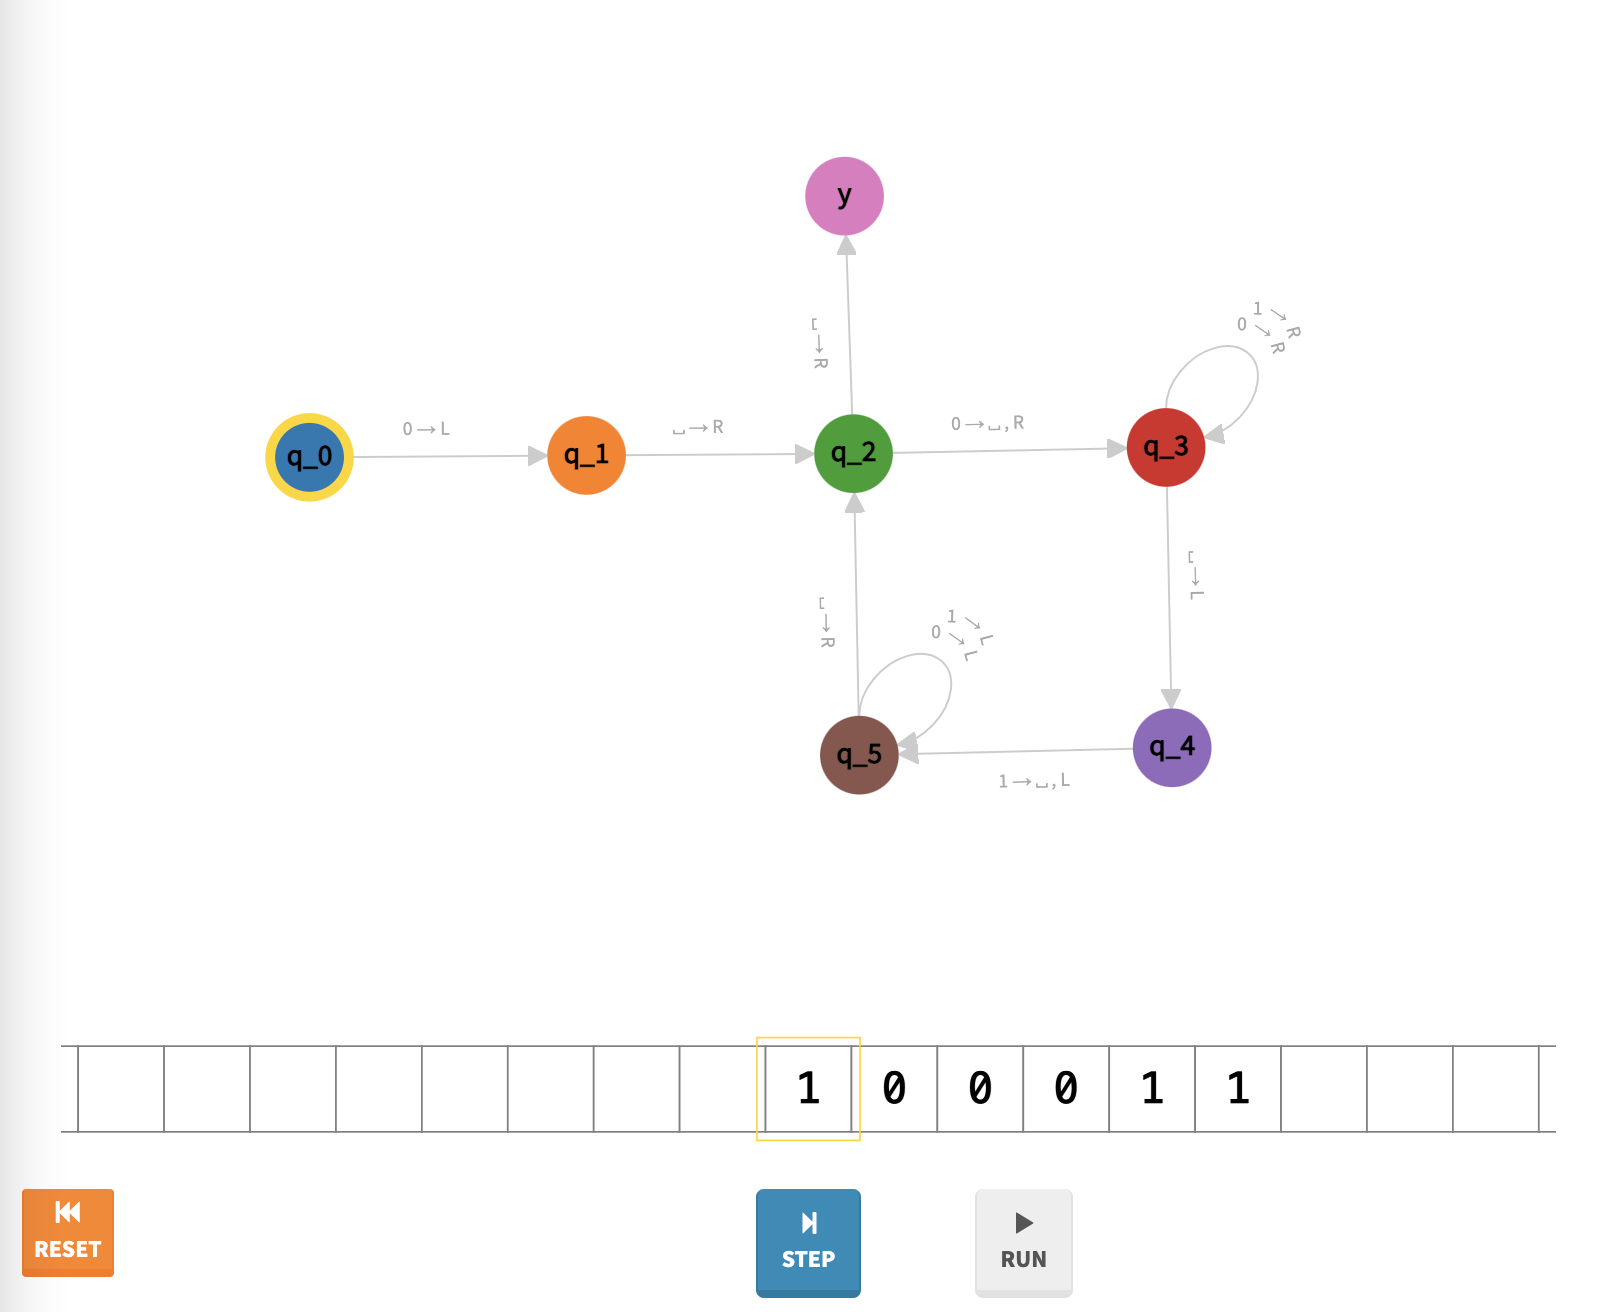 y
␣→R
1→R
0→R
q_0
0→L
q_1
␣→R
q_2
0→␣,R
q_3
␣→L
␣→R
1→L
0→L
q_5
1→␣,L
q_4
1 0 0 0 1 1
RESET
STEP
RUN